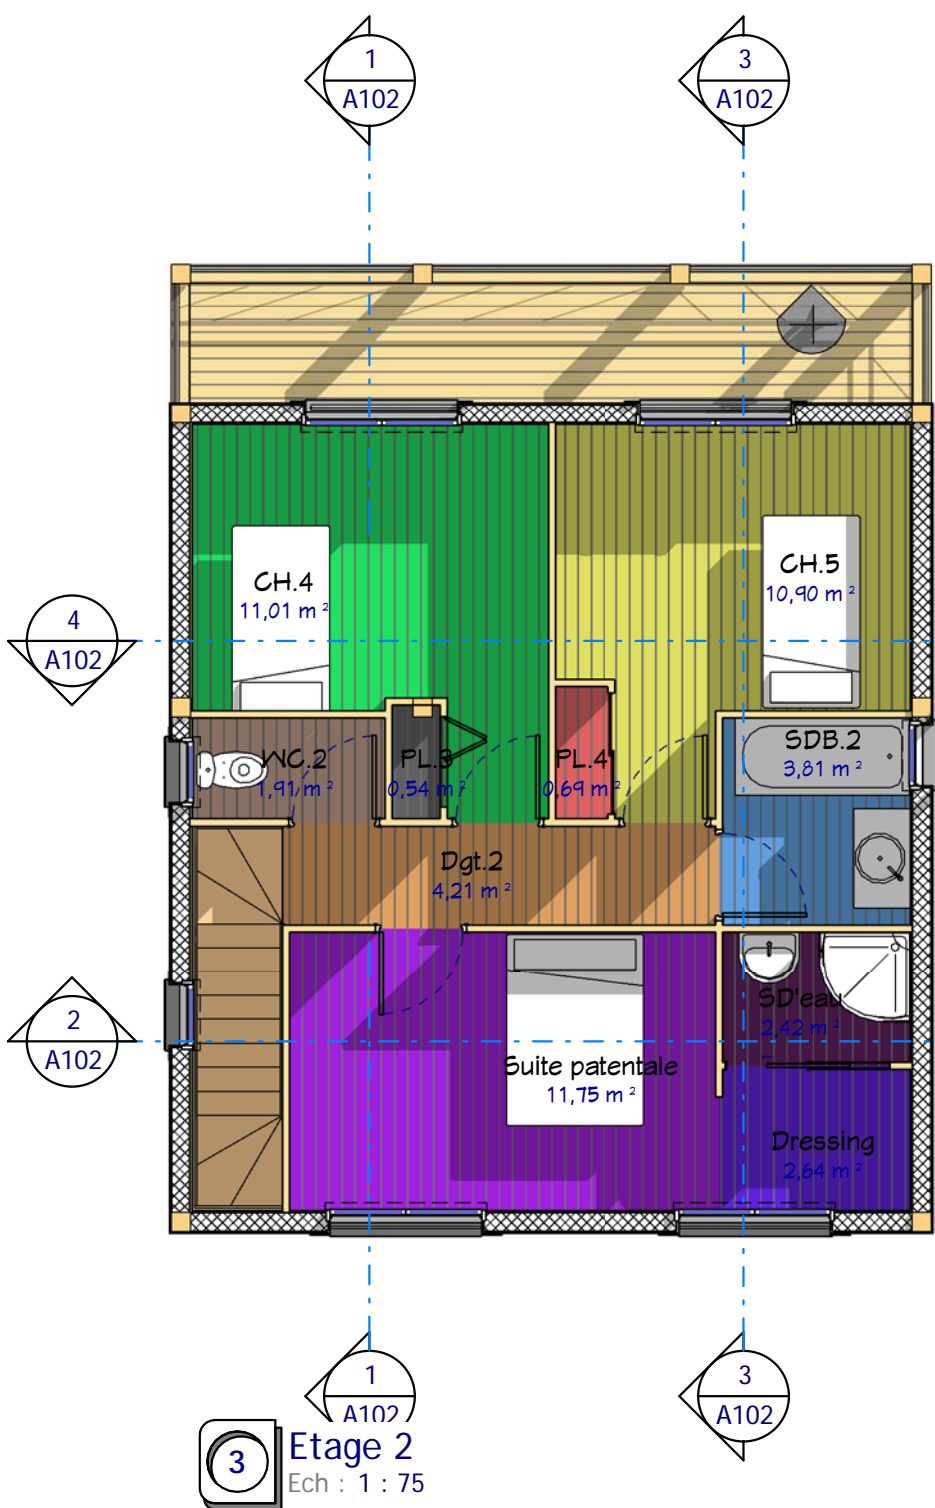 1
A102
3
A102
CH.4
11,01 m ²
CH.5
10,90 m ²
4
A102
WC.2
1,91 m ²
PL.3
0,54 m ²
PL.4
0,69 m ²
SDB.2
3,81 m ²
Dgt.2
4,21 m ²
2
A102
SD'eau
2,42 m ²
Suite patentale
11,75 m ²
Dressing
2,64 m ²
1
A102
3
A102
3
Etage 2
Ech : 1 : 75